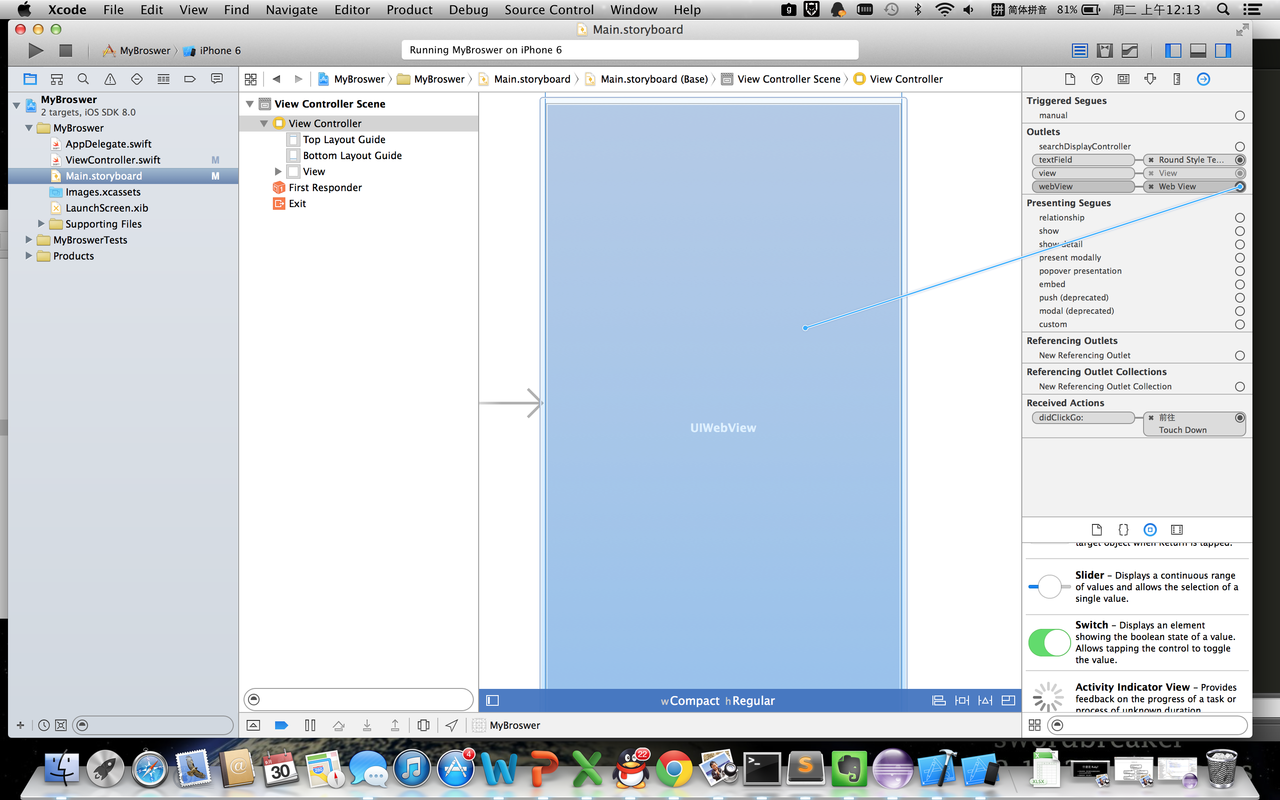 Xcode File Edit View Find Navigate Editor Product Debug Source Control Window Help 简体拼音 81% 周二 上午12:13
Main.storyboard
MyBroswer iPhone 6
Running MyBroswer on iPhone 6
MyBroswer MyBroswer Main.storyboard Main.storyboard (Base) View Controller Scene View Controller
MyBroswer
2 targets, iOS SDK 8.0
MyBroswer
AppDelegate.swift
ViewController.swift M
Main.storyboard M
Images.xcassets
LaunchScreen.xib
Supporting Files
MyBroswerTests
Products
View Controller Scene
View Controller
Top Layout Guide
Bottom Layout Guide
View
First Responder
Exit
UIWebView
wCompact hRegular
MyBroswer
Triggered Segues
manual
Outlets
searchDisplayController
textField Round Style Te...
view View
webView Web View
Presenting Segues
relationship
show
show detail
present modally
popover presentation
embed
push (deprecated)
modal (deprecated)
custom
Referencing Outlets
New Referencing Outlet
Referencing Outlet Collections
New Referencing Outlet Collection
Received Actions
didClickGo: 前往
Touch Down
target object when Return is tapped.
Slider – Displays a continuous range
of values and allows the selection of a
single value.
Switch – Displays an element
showing the boolean state of a value.
Allows tapping the control to toggle
the value.
Activity Indicator View – Provides
feedback on the progress of a task or
process of unknown duration.
swordbreaker
30
4
22
XLSX